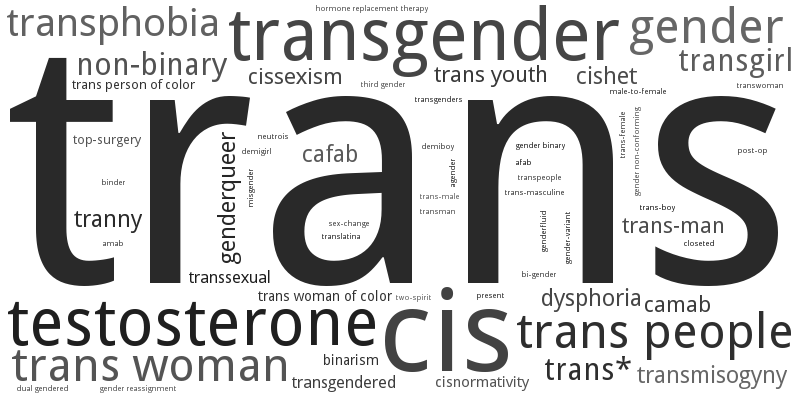 hormone replacement therapy
transphobia
transgender
gender
non-binary
cissexism
trans youth
cishet
transgirl
trans person of color
third gender
male-to-female
transwoman
transgenders
trans
top-surgery
genderqueer
neutrois
demigirl
misgender
cafab
demiboy
agender
gender binary
afab
transpeople
trans-masculine
trans-female
gender non-conforming
post-op
binder
trans-male
transman
tranny
amab
sex-change
translatina
genderfluid
gender-variant
trans-boy
trans-man
closeted
transsexual
bi-gender
trans woman of color
two-spirit
present
dysphoria
camab
testosterone
cis
trans people
trans woman
binarism
transgendered
cisnormativity
trans*
transmisogyny
dual gendered
gender reassignment